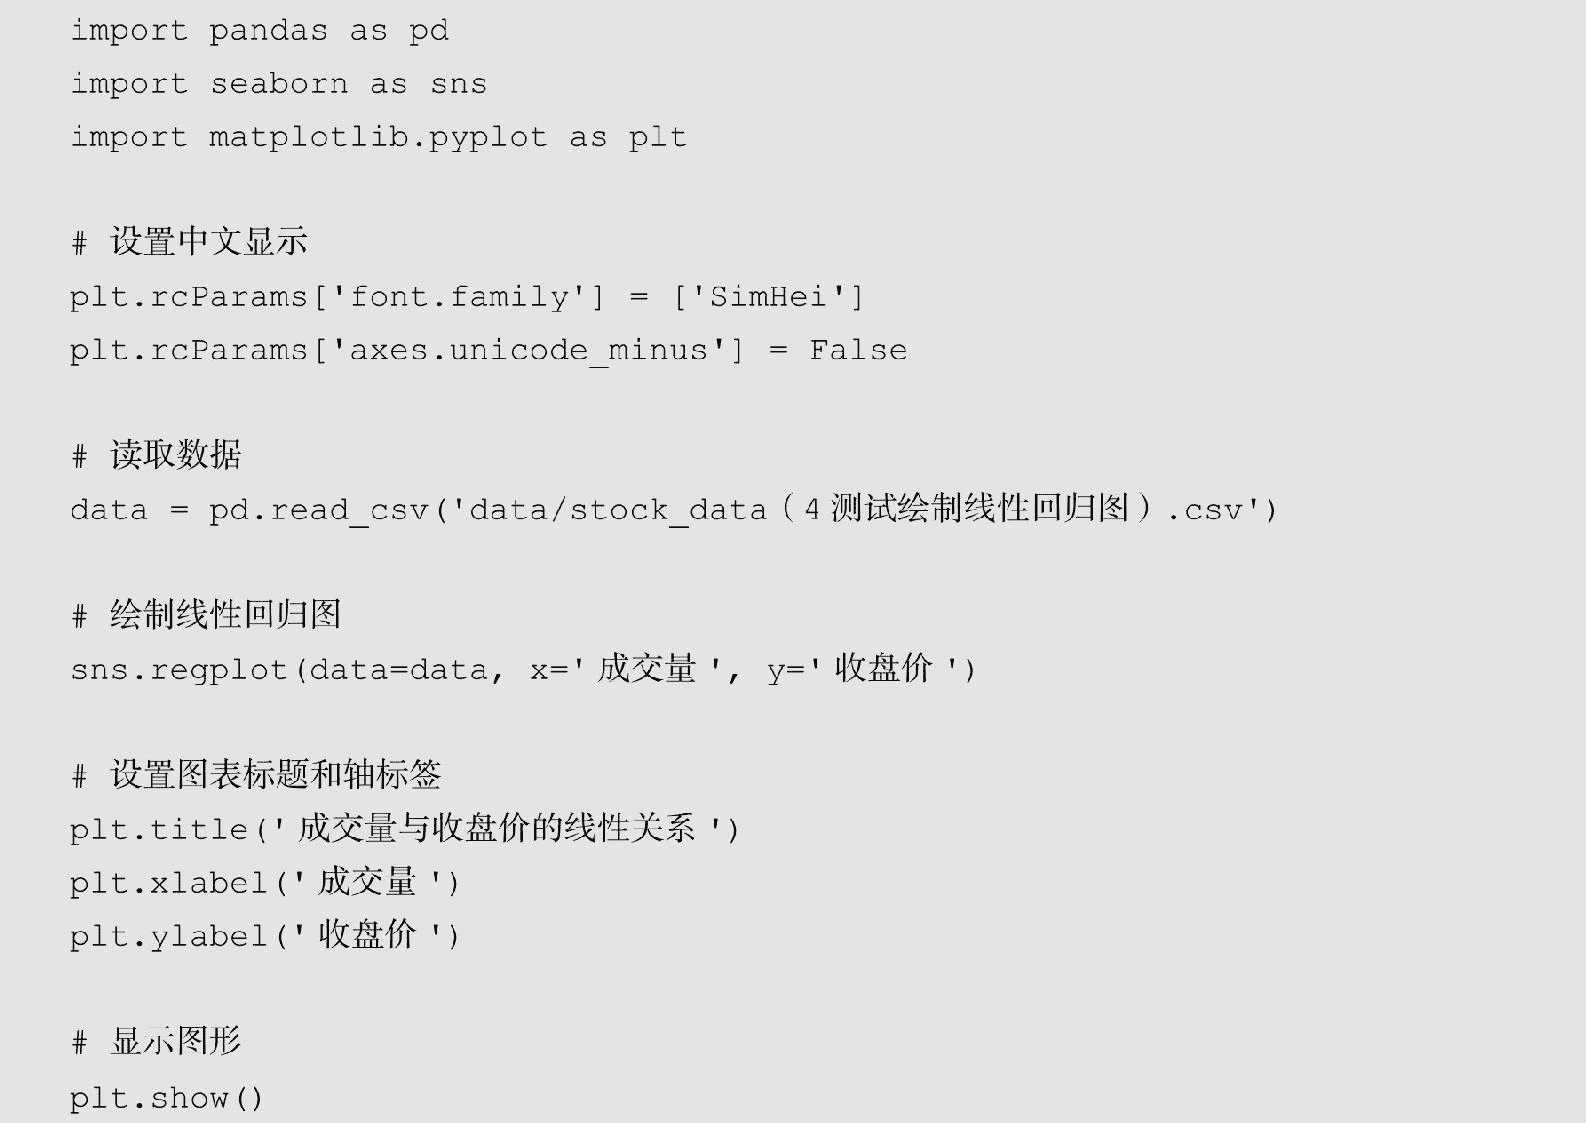 import pandas as pd
import seaborn as sns
import matplotlib.pyplot as plt
# 设置中文显示
plt.rcParams['font.family'] = ['SimHei']
plt.rcParams['axes.unicode_minus'] = False
# 读取数据
data = pd.read_csv('data/stock_data（4测试绘制线性回归图）.csv')
# 绘制线性回归图
sns.regplot(data=data, x='成交量', y='收盘价')
# 设置图表标题和轴标签
plt.title('成交量与收盘价的线性关系')
plt.xlabel('成交量')
plt.ylabel('收盘价')
# 显示图形
plt.show()